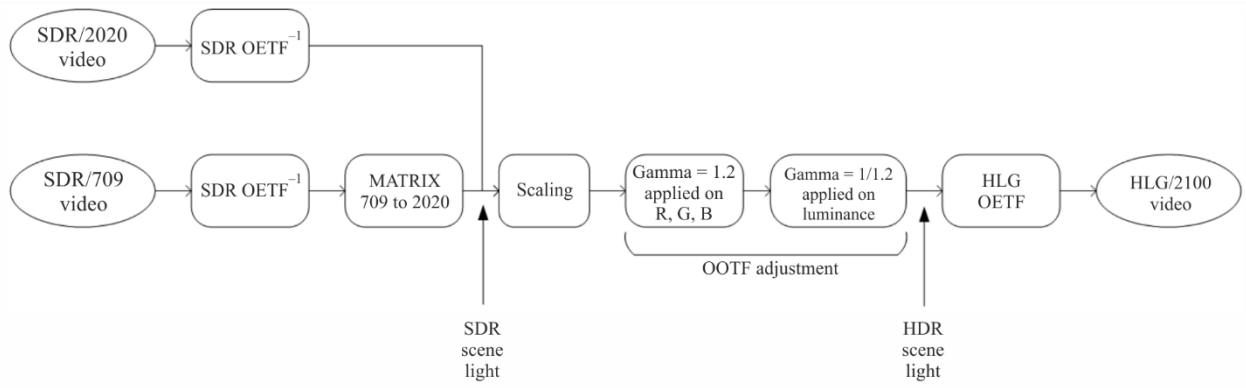 SDR/2020
video
SDR OETF⁻¹
SDR/709
video
SDR OETF⁻¹
MATRIX
709 to 2020
Scaling
Gamma = 1.2
applied on
R, G, B
Gamma = 1/1.2
applied on
luminance
HLG
OETF
HLG/2100
video
OOTF adjustment
SDR
scene
light
HDR
scene
light